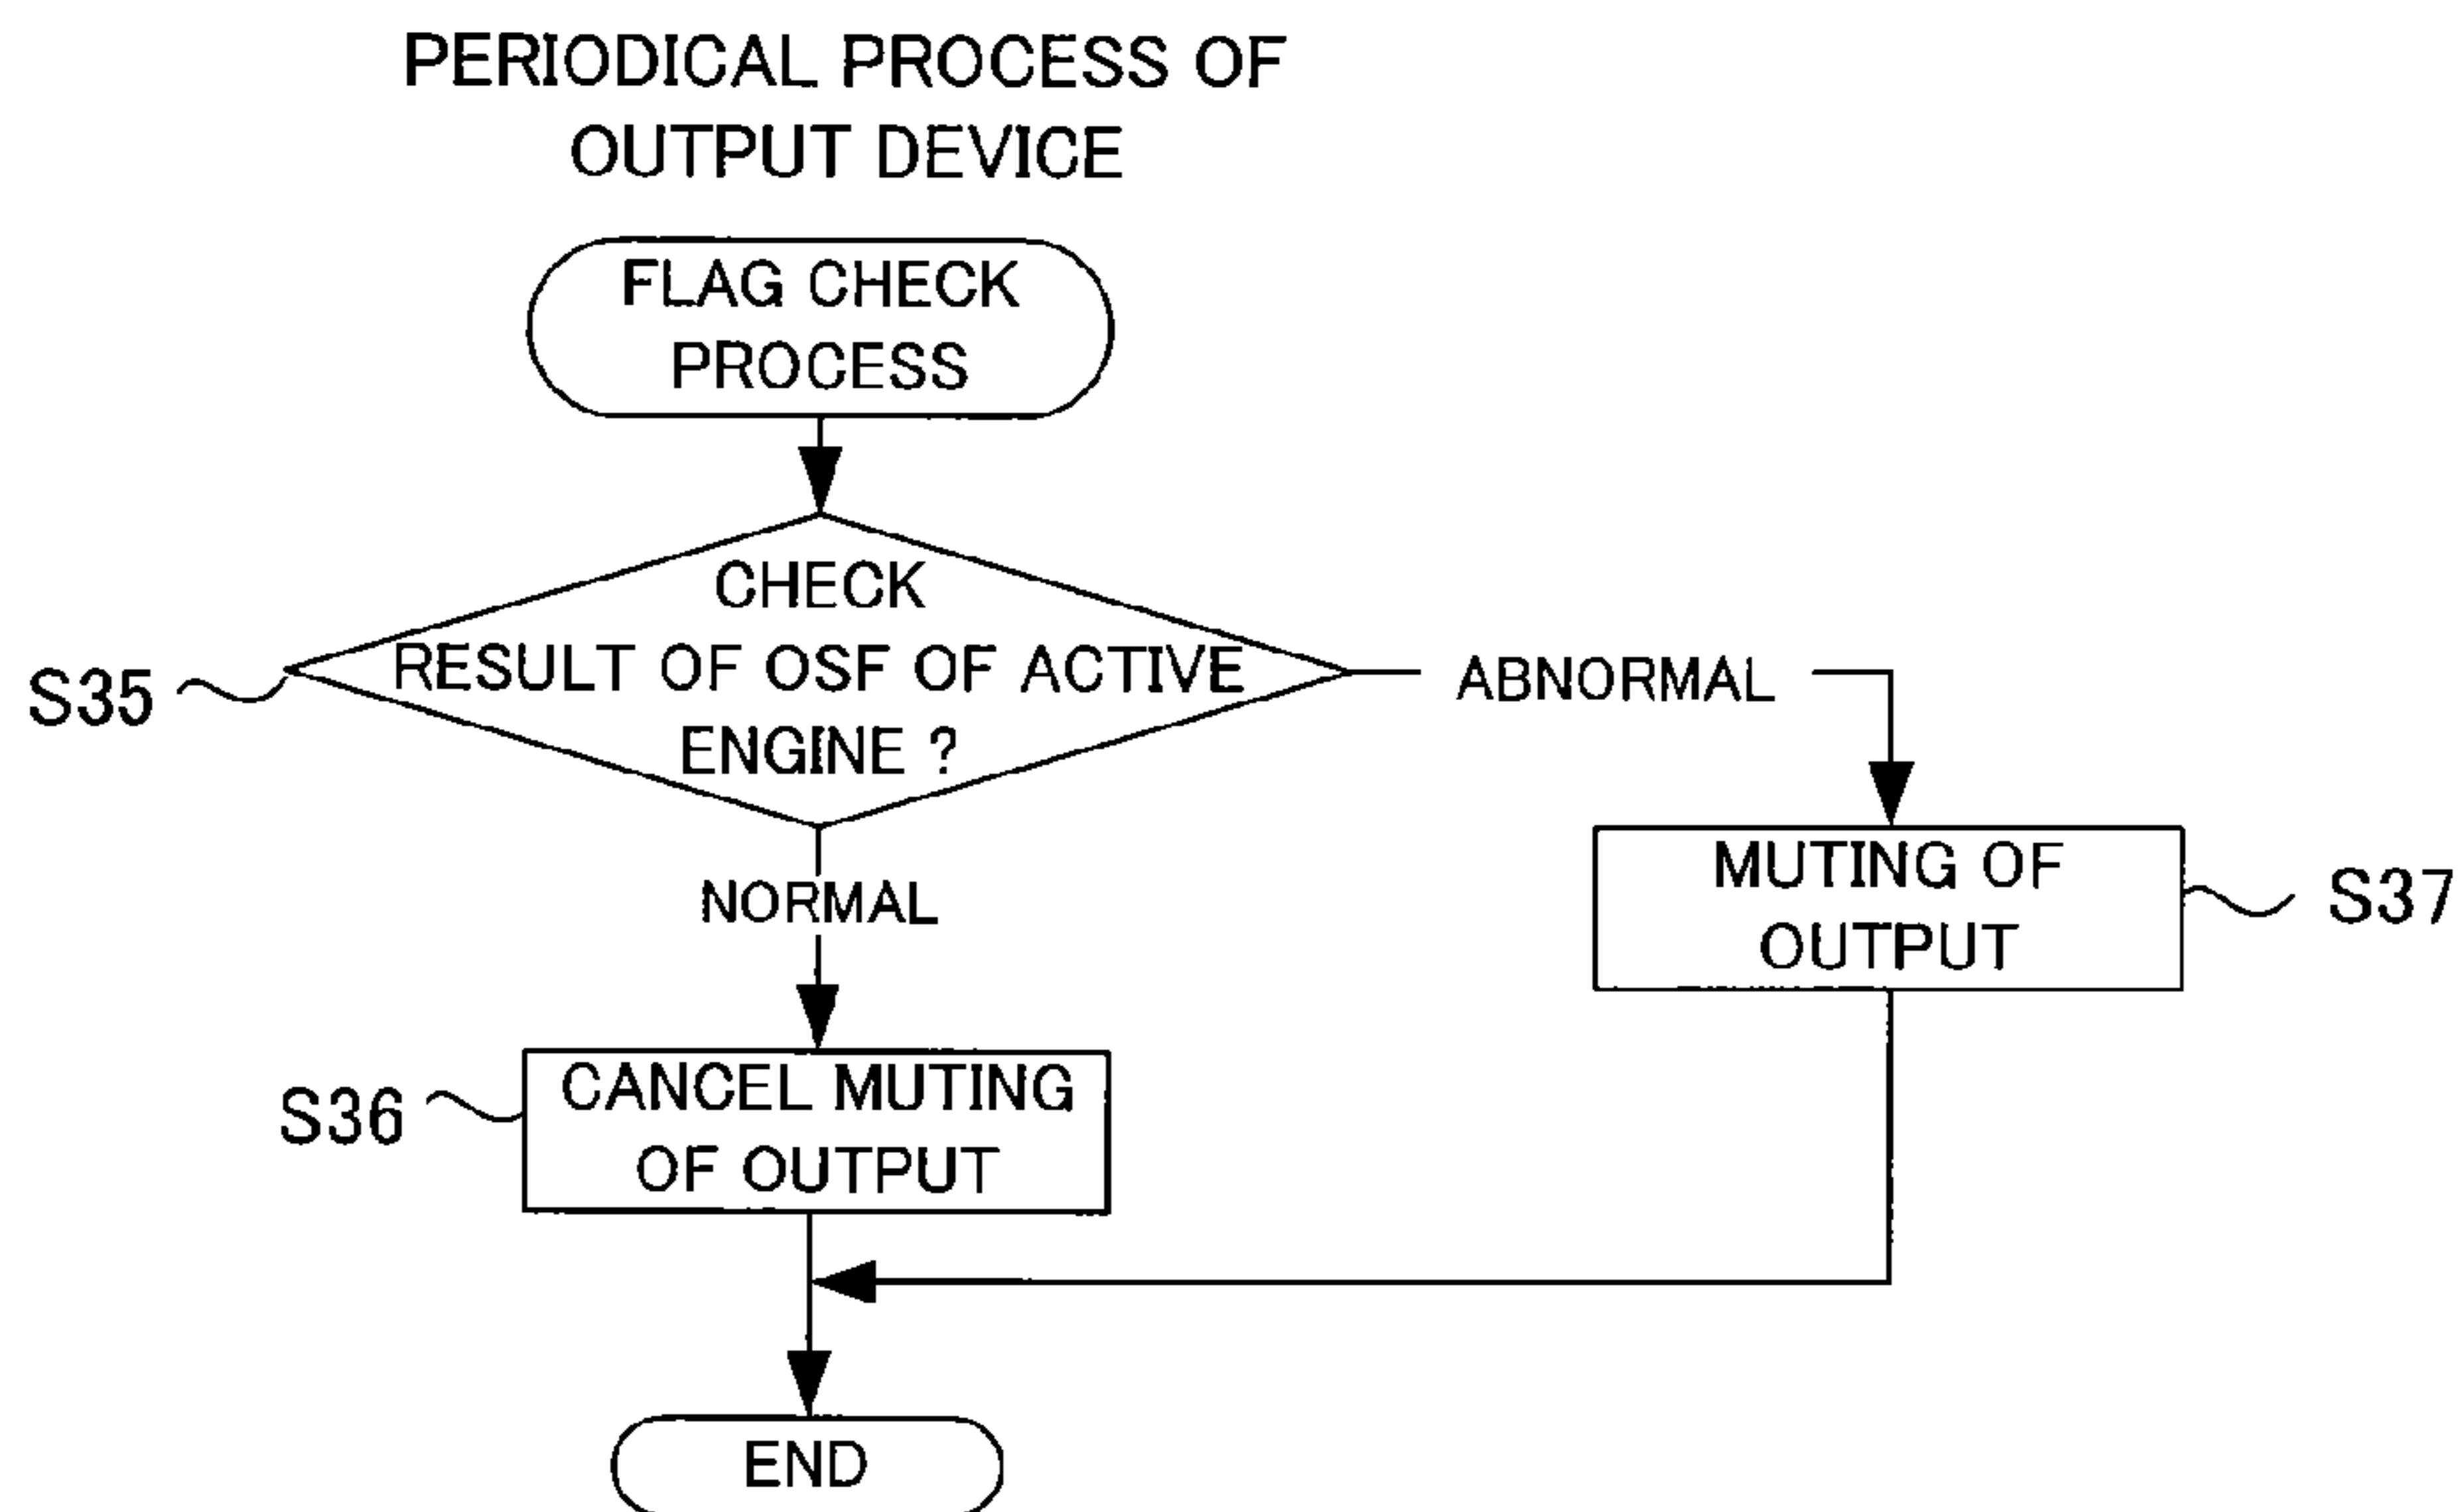 PERIODICAL PROCESS OF
OUTPUT DEVICE
FLAG CHECK
PROCESS
CHECK
RESULT OF OSF OF ACTIVE
ENGINE ?
S35
ABNORMAL
NORMAL
MUTING OF
OUTPUT
S37
CANCEL MUTING
OF OUTPUT
S36
END